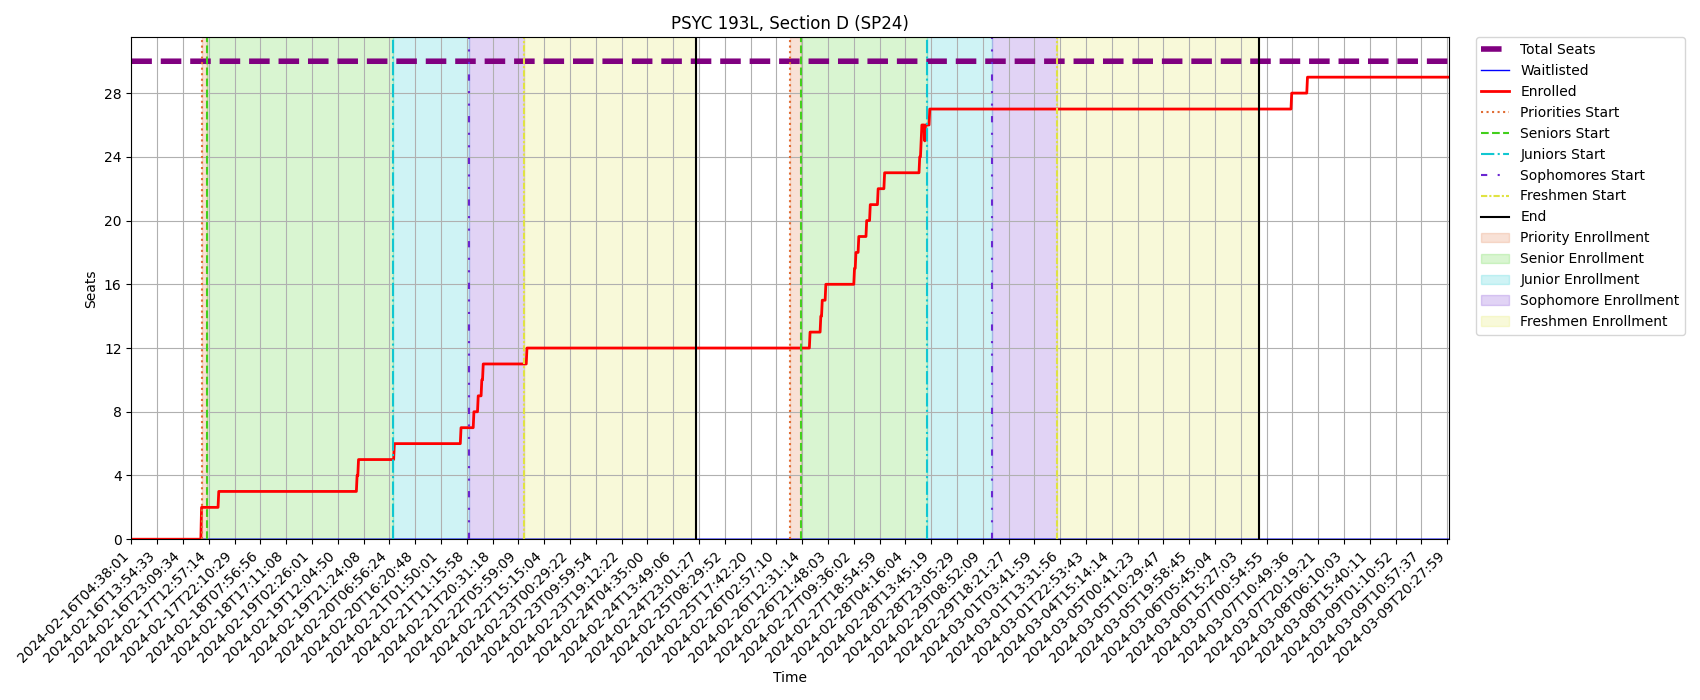 PSYC 193L, Section D (SP24)
Seats
28
24
20
16
12
8
4
0
2024-02-16T04:38:01
2024-02-16T13:54:33
2024-02-16T23:09:34
2024-02-17T12:57:14
2024-02-17T22:10:29
2024-02-18T07:56:56
2024-02-18T17:11:08
2024-02-19T02:26:01
2024-02-19T12:04:50
2024-02-19T21:24:08
2024-02-20T06:56:24
2024-02-20T16:20:48
2024-02-21T01:50:01
2024-02-21T11:15:58
2024-02-21T20:31:18
2024-02-22T05:59:09
2024-02-22T15:15:04
2024-02-23T00:29:22
2024-02-23T09:59:54
2024-02-23T19:12:22
2024-02-24T04:35:00
2024-02-24T13:49:06
2024-02-24T23:01:27
2024-02-25T08:29:52
2024-02-25T17:42:20
2024-02-26T02:57:10
2024-02-26T12:31:14
2024-02-26T21:48:03
2024-02-27T09:36:02
2024-02-27T18:54:59
2024-02-28T04:16:04
2024-02-28T13:45:19
2024-02-28T23:05:29
2024-02-29T08:52:09
2024-02-29T18:21:27
2024-03-01T03:41:59
2024-03-01T13:31:56
2024-03-01T22:53:43
2024-03-04T15:14:14
2024-03-05T00:41:23
2024-03-05T10:29:47
2024-03-05T19:58:45
2024-03-06T05:45:04
2024-03-06T15:27:03
2024-03-07T00:54:55
2024-03-07T10:49:36
2024-03-07T20:19:21
2024-03-08T06:10:03
2024-03-08T15:40:11
2024-03-09T01:10:52
2024-03-09T10:57:37
2024-03-09T20:27:59
Time
Total Seats
Waitlisted
Enrolled
Priorities Start
Seniors Start
Juniors Start
Sophomores Start
Freshmen Start
End
Priority Enrollment
Senior Enrollment
Junior Enrollment
Sophomore Enrollment
Freshmen Enrollment